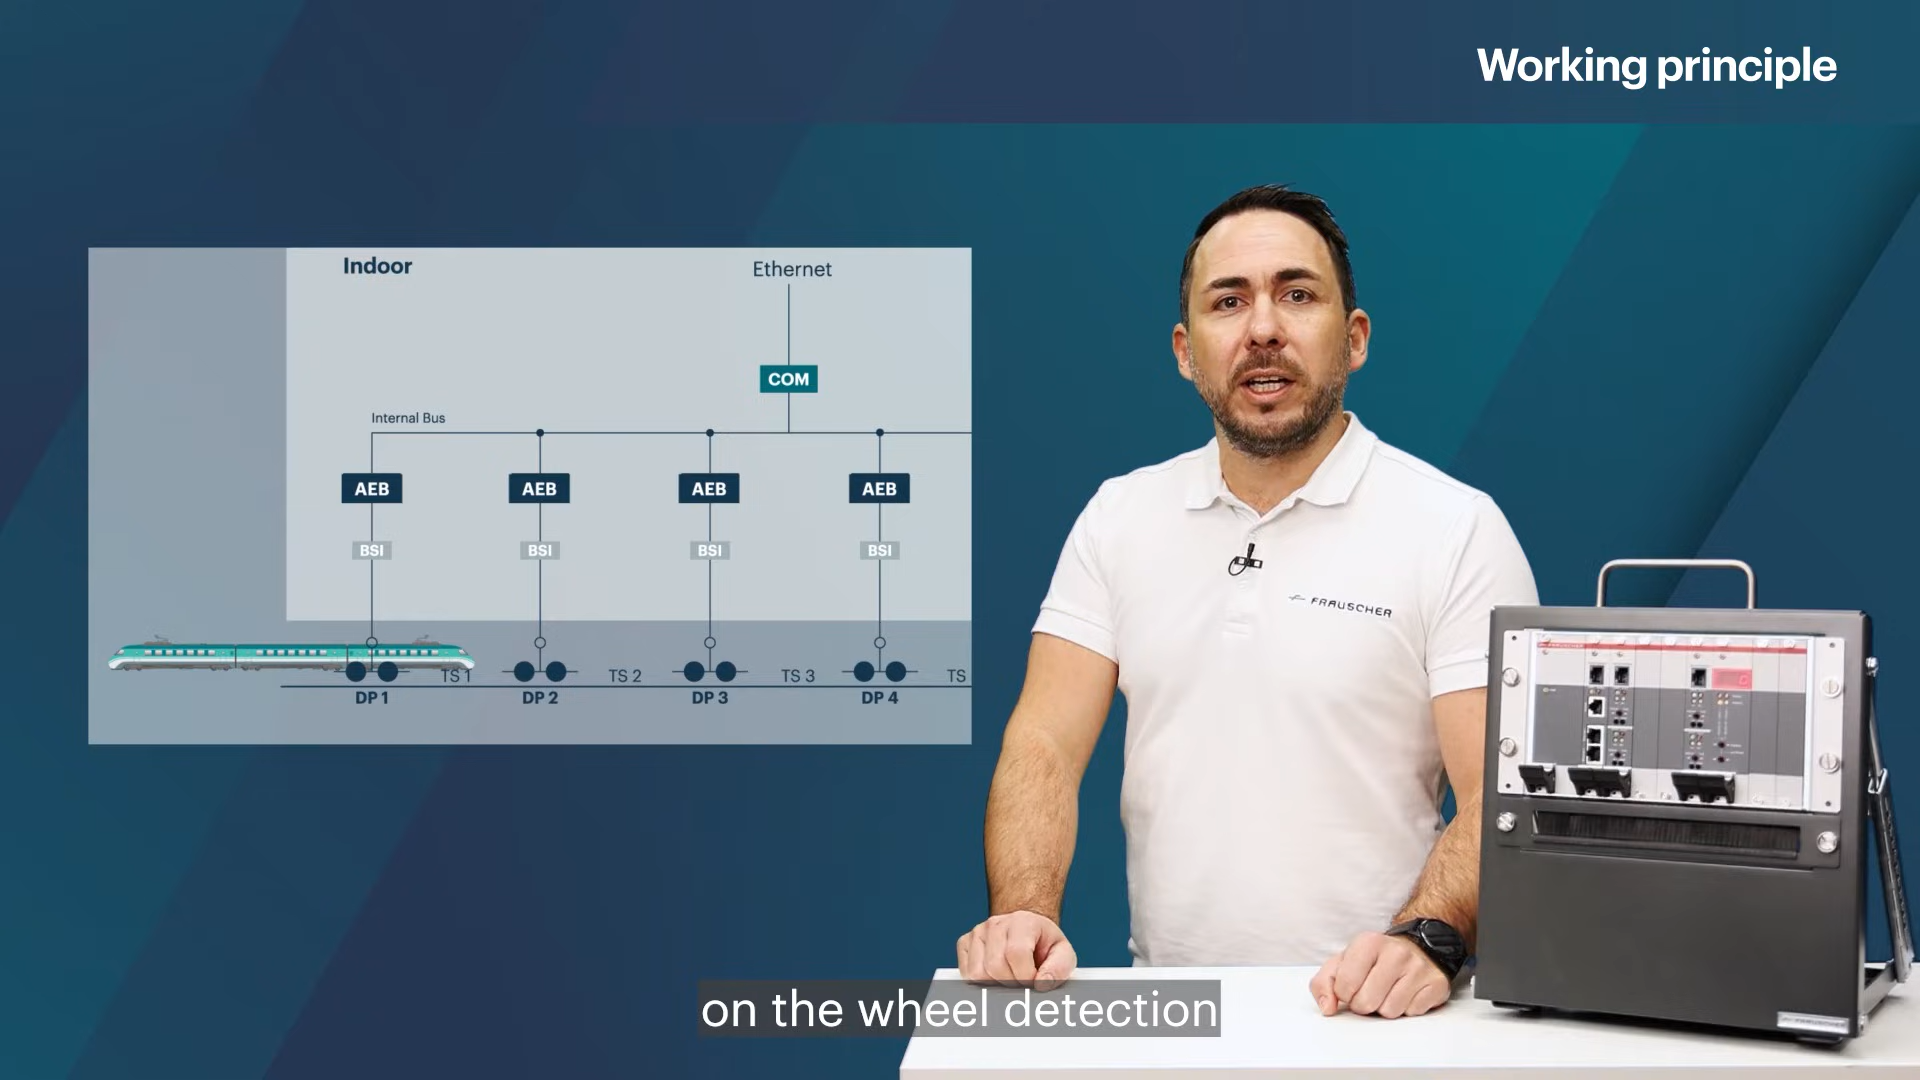 Working principle
Indoor
Ethernet
COM
Internal Bus
AEB AEB AEB AEB
BSI BSI BSI BSI
TS 1 TS 2 TS 3 TS
DP 1 DP 2 DP 3 DP 4
FRAUSCHER
FRAUSCHER
on the wheel detection